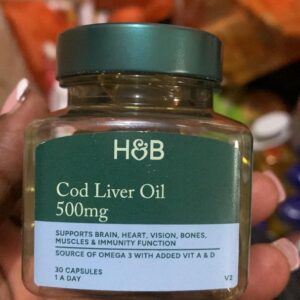 H&B
Cod Liver Oil
500mg
SUPPORTS BRAIN, HEART, VISION, BONES,
MUSCLES & IMMUNITY FUNCTION
SOURCE OF OMEGA 3 WITH ADDED VIT A & D
30 CAPSULES
1 A DAY
V2